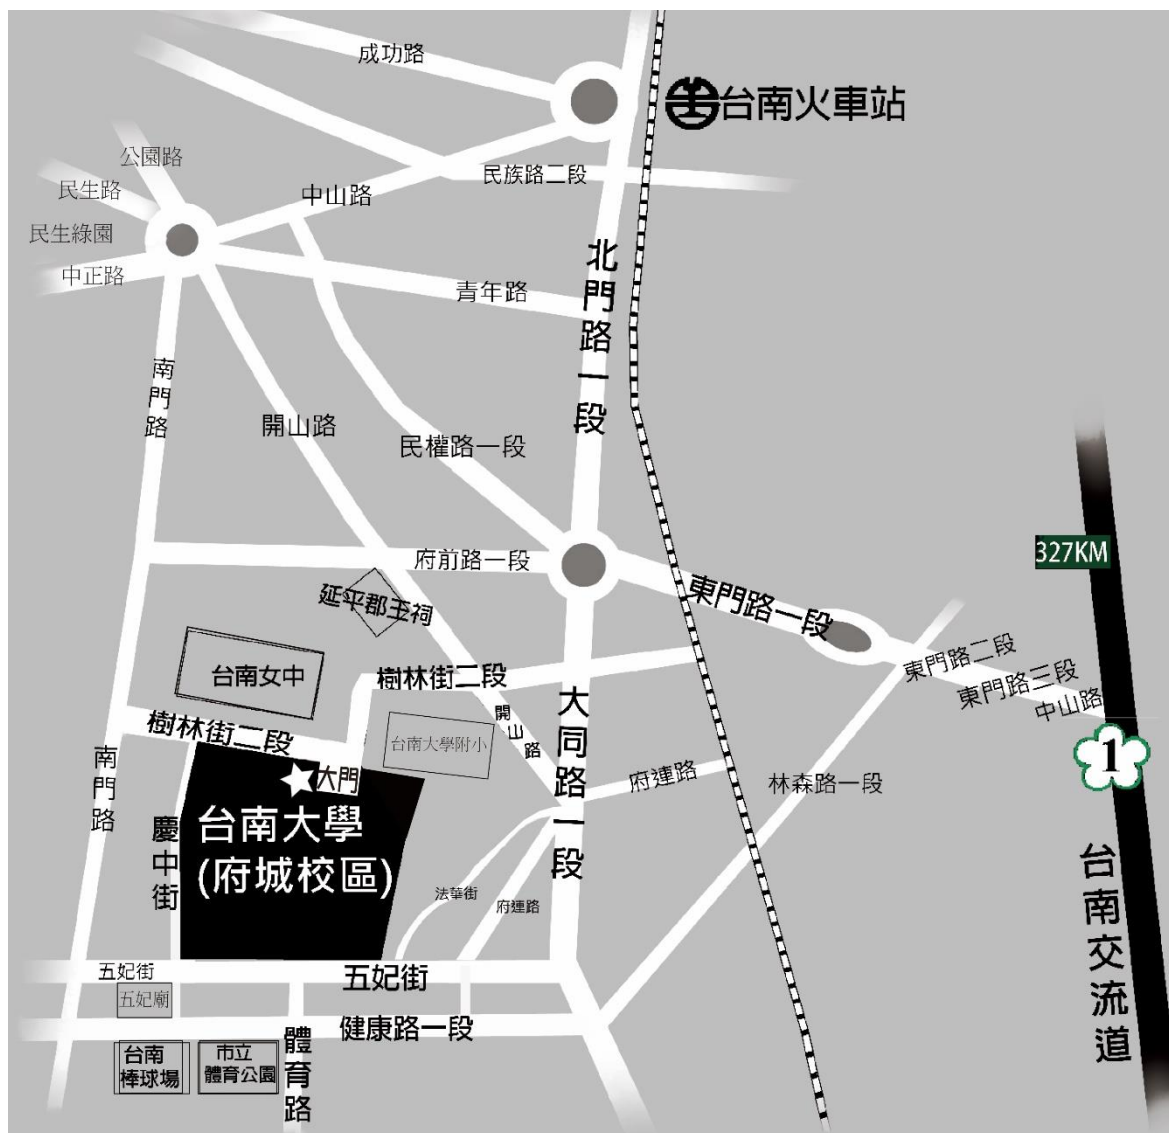 成功路
台南火車站
公園路
民族路二段
民生路
中山路
民生綠園
中正路
青年路
北門路一段
南門路
開山路
民權路一段
327KM
府前路一段
東門路一段
延平郡王祠
東門路二段
台南女中
樹林街二段
東門路三段
中山路
樹林街二段
開山路
大同路一段
台南大學附小
1
南門路
大門
府連路
林森路一段
台南大學
(府城校區)
慶中街
法華街
府連路
台南交流道
五妃街
五妃街
五妃廟
健康路一段
體育路
台南
棒球場
市立
體育公園